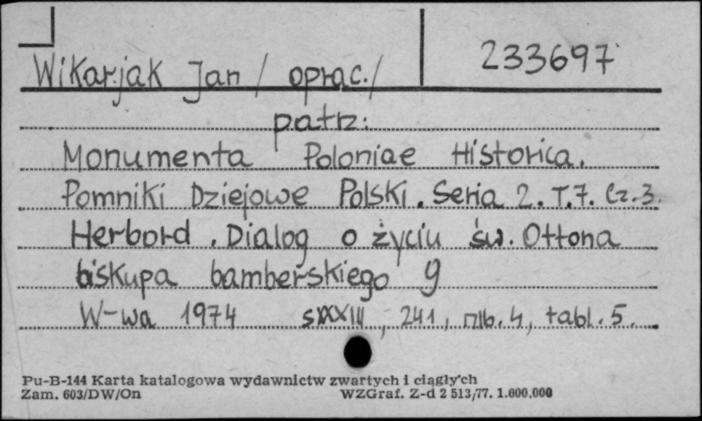 233697
Wikarjak Jan /oprac./
patrz:
Monumenta Poloniae Historica.
Pomniki Dziejowe Polski. Seria 2. T.7. Cz.3.
Herbord. Dialog o życiu św. Ottona
biskupa bamberskiego g
W-wa 1974 s XXXIII, 241, nlb. 4, tabl. 5.
Pu-B-144 Karta katalogowa wydawnictw zwartych i ciągłych
Zam. 603/DW/On WZGraf. Z-d 2 513/77. 1.000.000